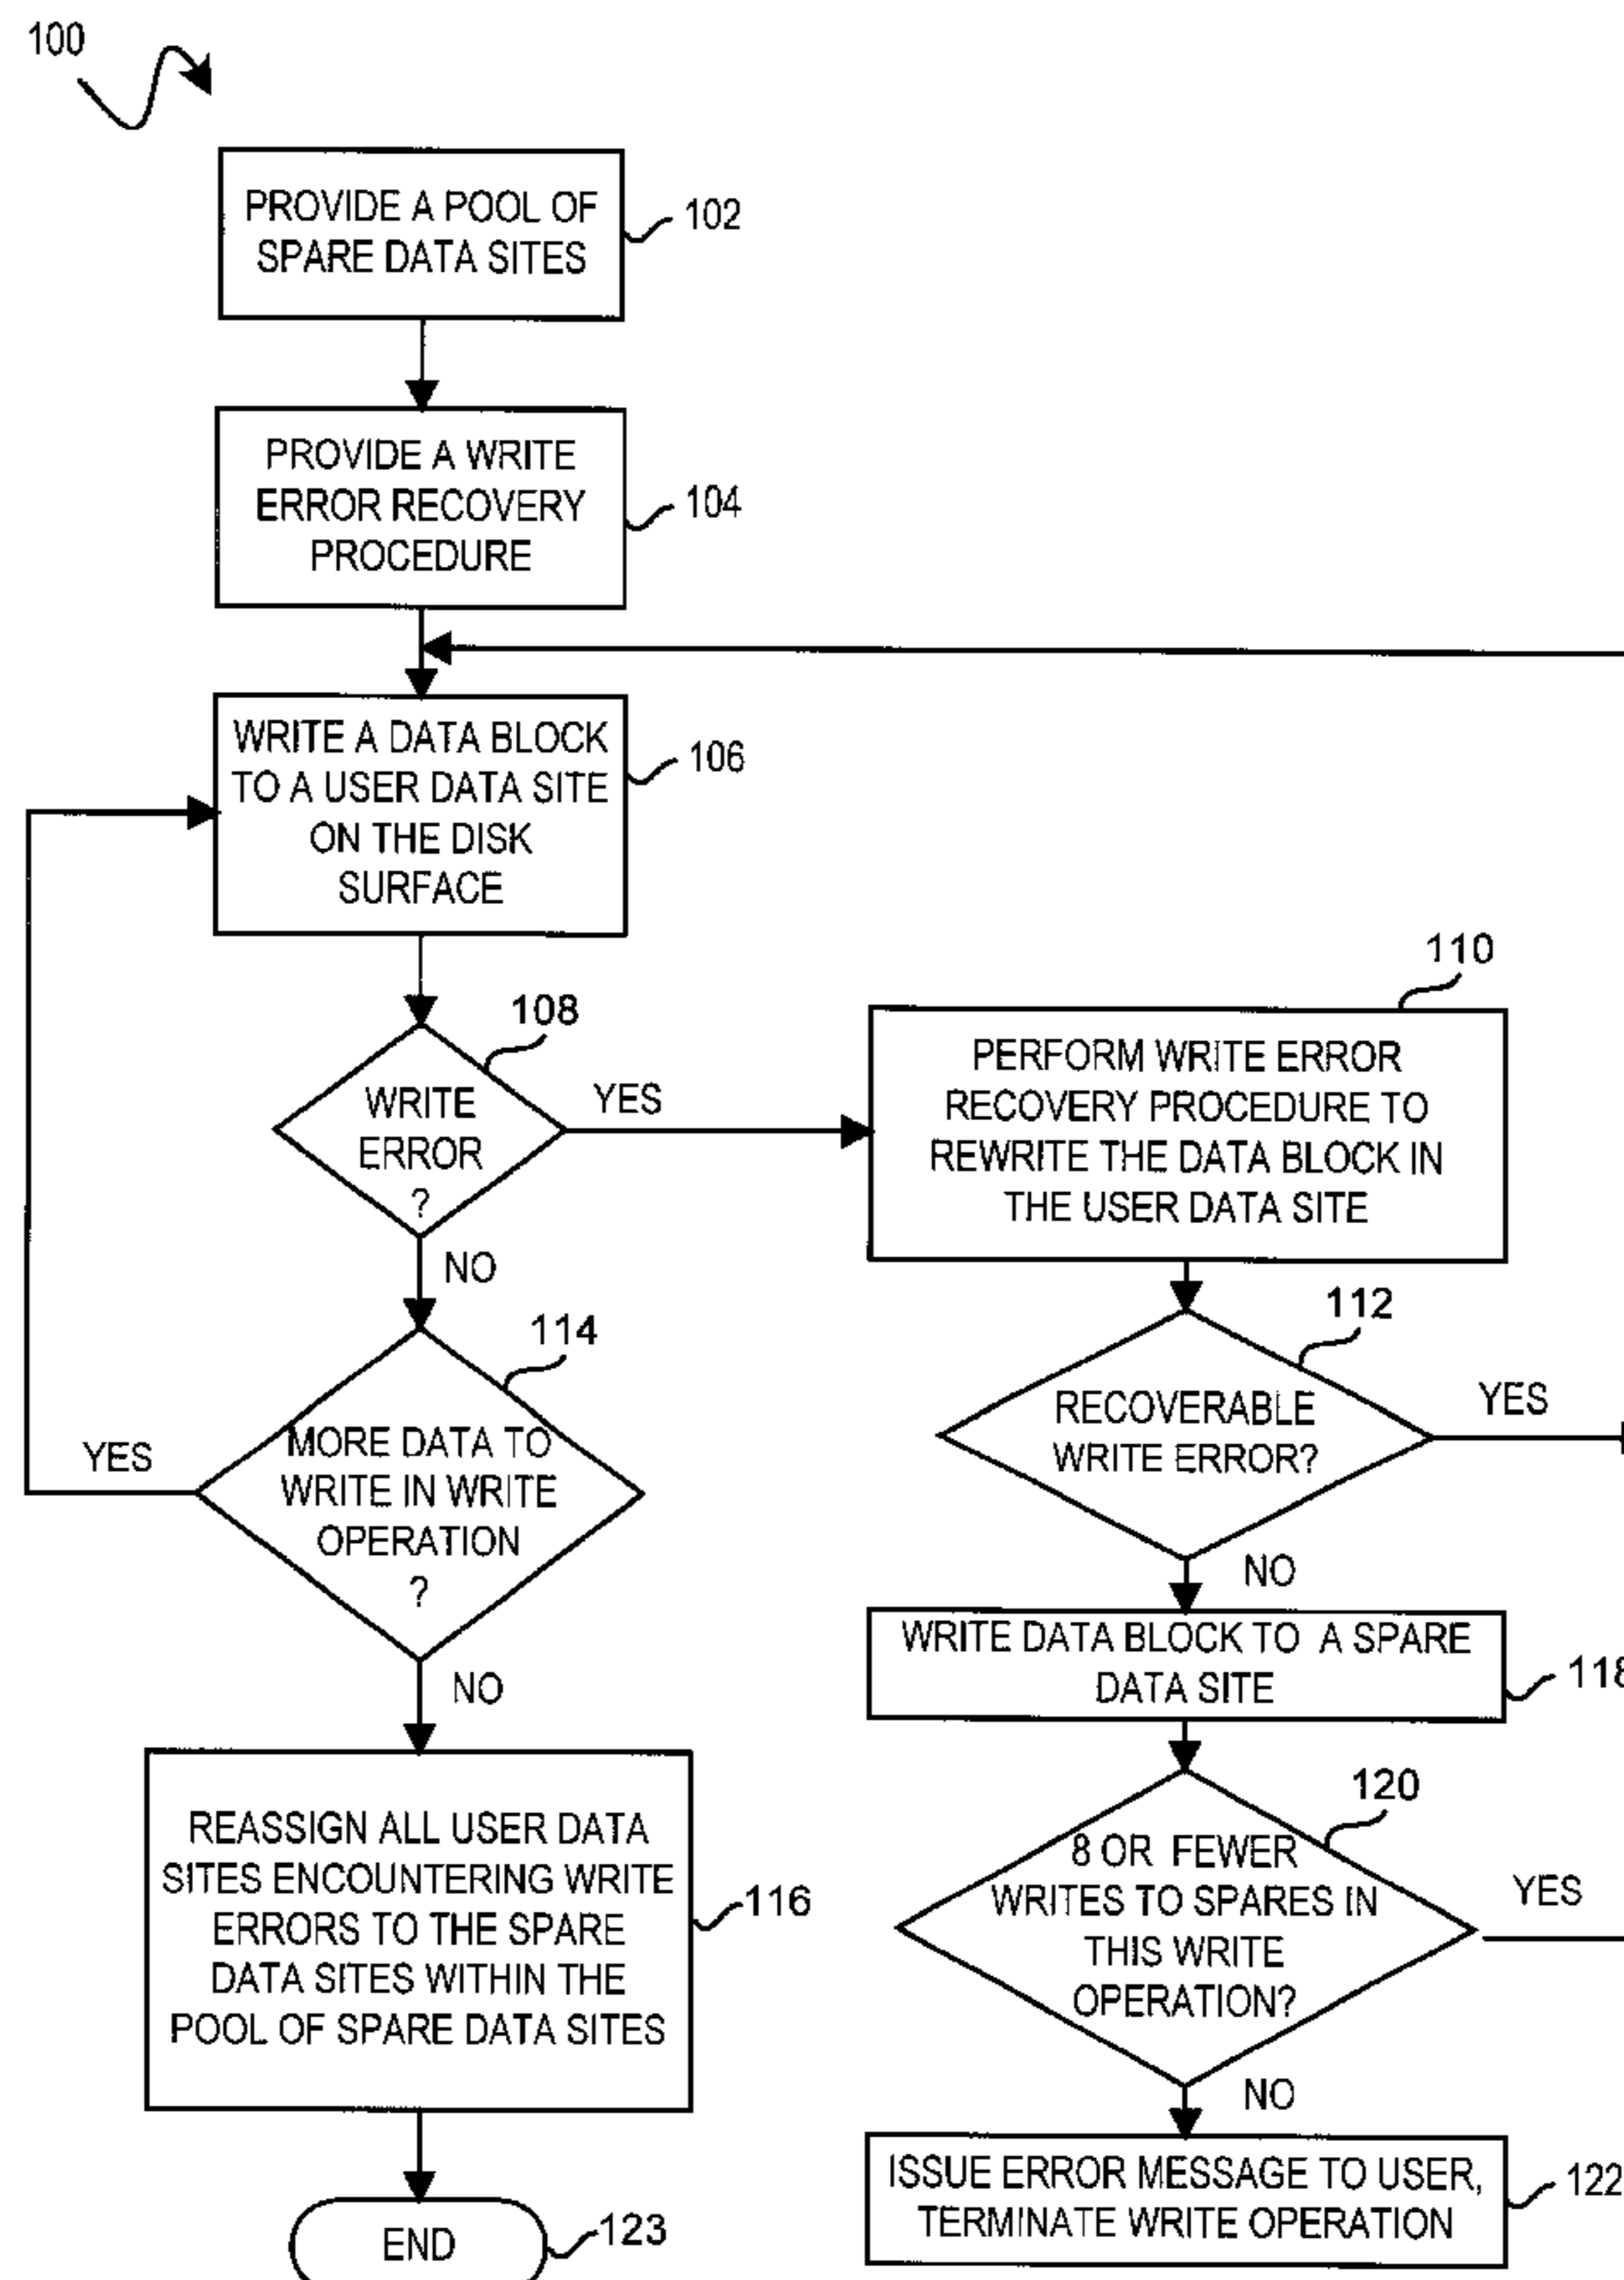 100
PROVIDE A POOL OF
SPARE DATA SITES
102
PROVIDE A WRITE
ERROR RECOVERY
PROCEDURE
104
WRITE A DATA BLOCK
TO A USER DATA SITE
ON THE DISK
SURFACE
106
108
WRITE
ERROR
?
YES
NO
110
PERFORM WRITE ERROR
RECOVERY PROCEDURE TO
REWRITE THE DATA BLOCK IN
THE USER DATA SITE
112
RECOVERABLE
WRITE ERROR?
YES
NO
114
MORE DATA TO
WRITE IN WRITE
OPERATION
?
YES
NO
WRITE DATA BLOCK TO A SPARE
DATA SITE
118
REASSIGN ALL USER DATA
SITES ENCOUNTERING WRITE
ERRORS TO THE SPARE
DATA SITES WITHIN THE
POOL OF SPARE DATA SITES
116
120
8 OR FEWER
WRITES TO SPARES IN
THIS WRITE
OPERATION?
YES
NO
ISSUE ERROR MESSAGE TO USER,
TERMINATE WRITE OPERATION
122
END
123